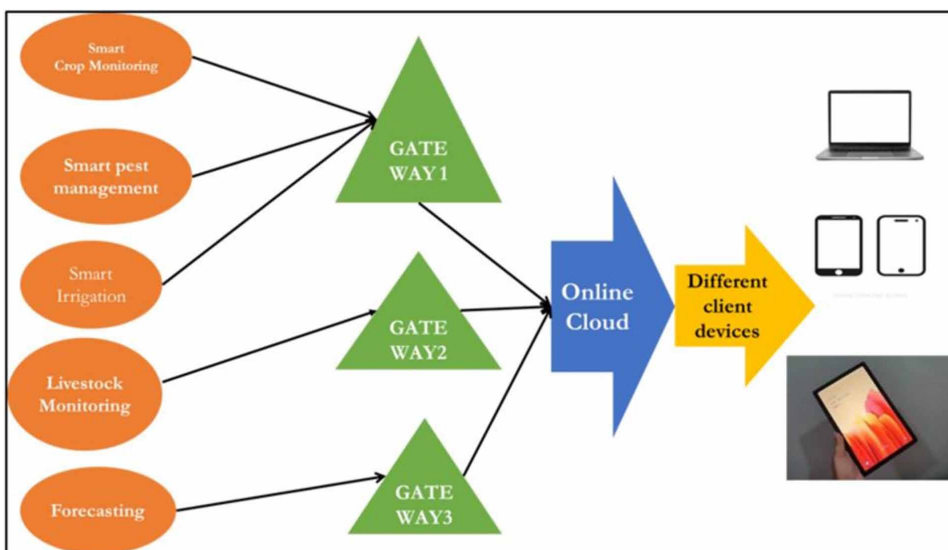 Smart
Crop Monitoring
Smart pest
management
Smart
Irrigation
Livestock
Monitoring
Forecasting
GATE
WAY1
GATE
WAY2
GATE
WAY3
Online
Cloud
Different
client
devices